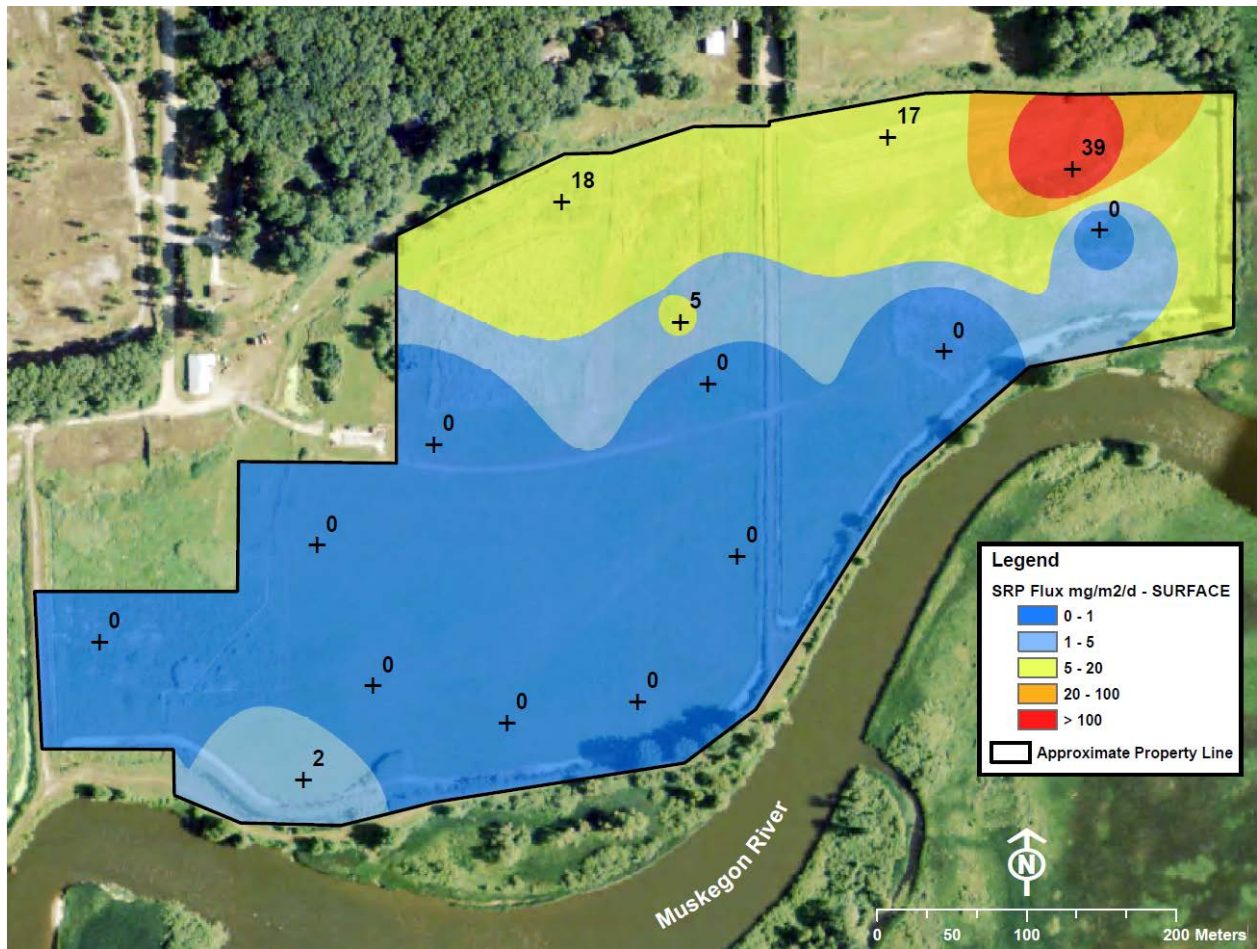 17
39
18
0
5
0
0
0
0
0
0
0
0
0
2
Muskegon River
Legend
SRP Flux mg/m2/d - SURFACE
0 - 1
1 - 5
5 - 20
20 - 100
> 100
Approximate Property Line
N
0 50 100 200 Meters